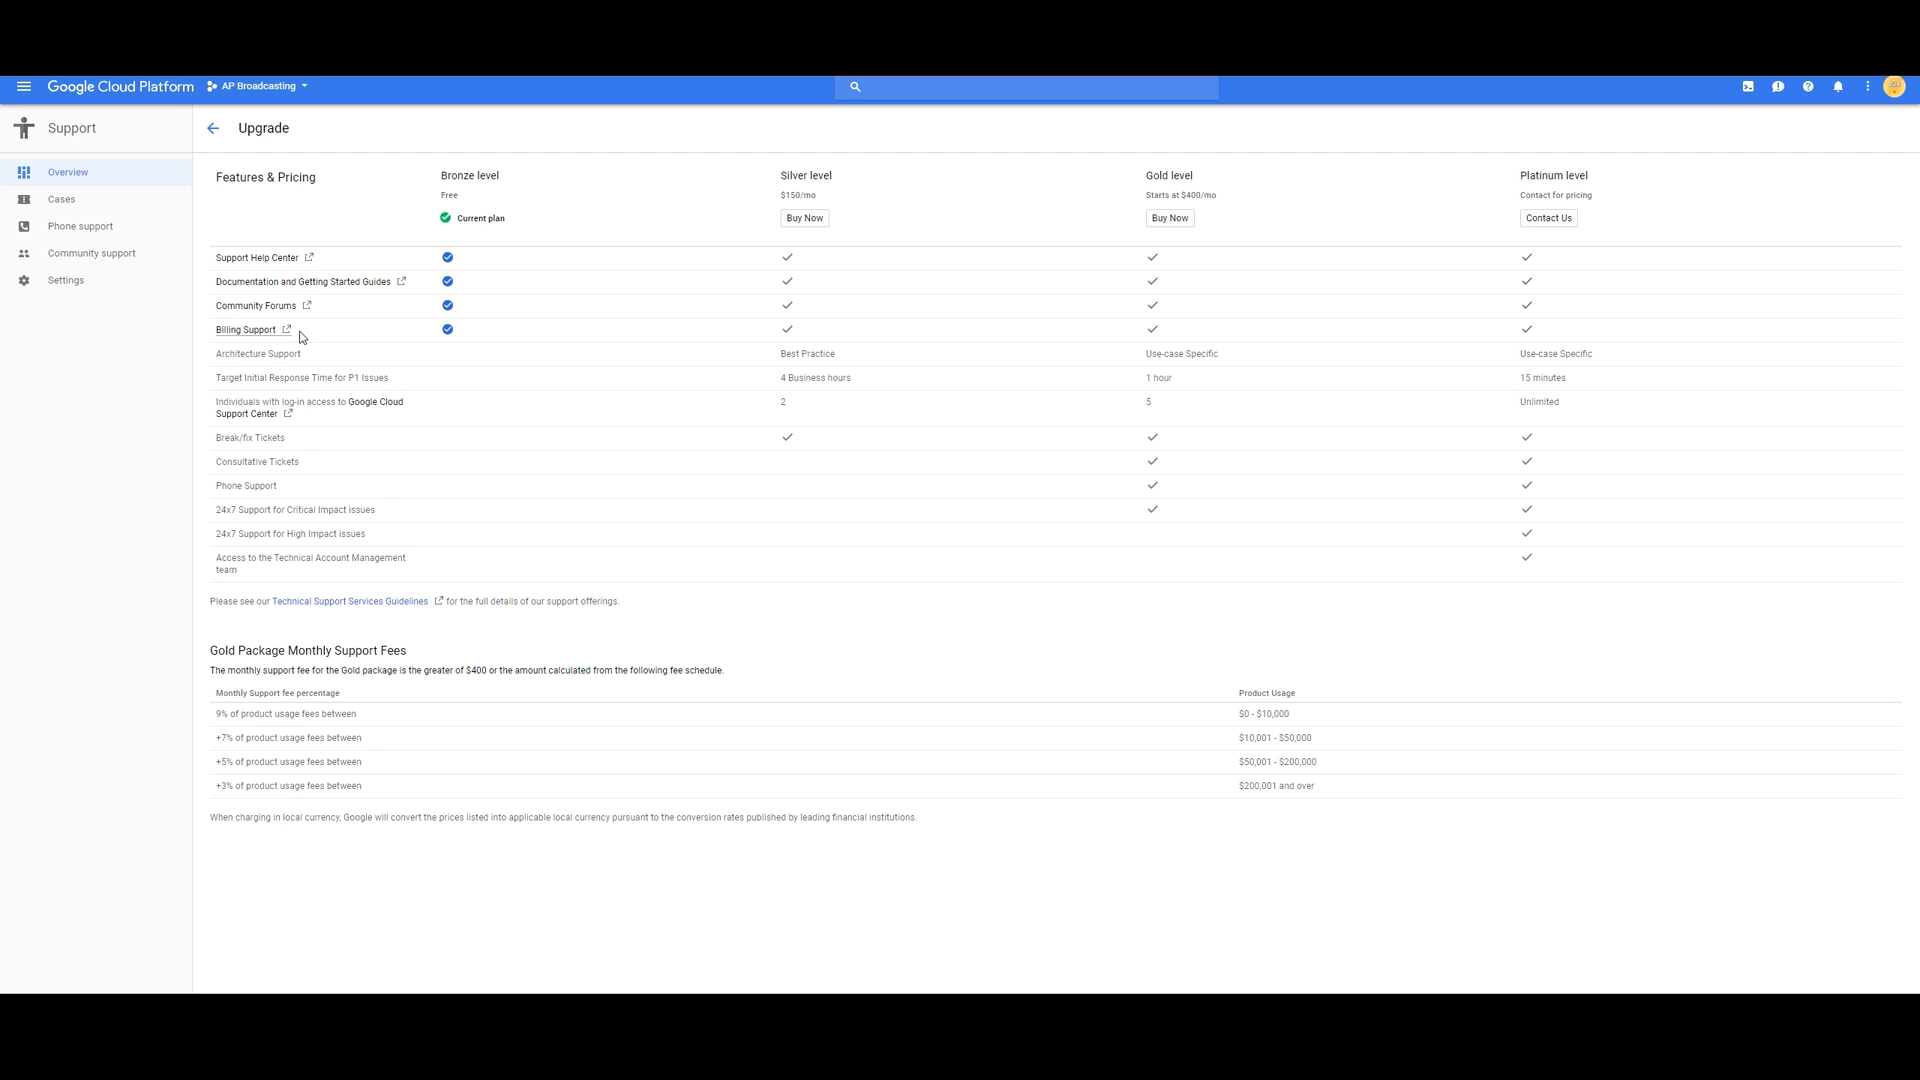 Google Cloud Platform AP Broadcasting
Support
Upgrade
Overview
Cases
Phone support
Community support
Settings
Features & Pricing
Bronze level
Free
Current plan
Silver level
$150/mo
Buy Now
Gold level
Starts at $400/mo
Buy Now
Platinum level
Contact for pricing
Contact Us
Support Help Center
Documentation and Getting Started Guides
Community Forums
Billing Support
Architecture Support Best Practice Use-case Specific Use-case Specific
Target Initial Response Time for P1 Issues 4 Business hours 1 hour 15 minutes
Individuals with log-in access to Google Cloud
Support Center
2 5 Unlimited
Break/fix Tickets
Consultative Tickets
Phone Support
24x7 Support for Critical Impact issues
24x7 Support for High Impact issues
Access to the Technical Account Management
team
Please see our Technical Support Services Guidelines for the full details of our support offerings.
Gold Package Monthly Support Fees
The monthly support fee for the Gold package is the greater of $400 or the amount calculated from the following fee schedule.
Monthly Support fee percentage Product Usage
9% of product usage fees between $0 - $10,000
+7% of product usage fees between $10,001 - $50,000
+5% of product usage fees between $50,001 - $200,000
+3% of product usage fees between $200,001 and over
When charging in local currency, Google will convert the prices listed into applicable local currency pursuant to the conversion rates published by leading financial institutions.